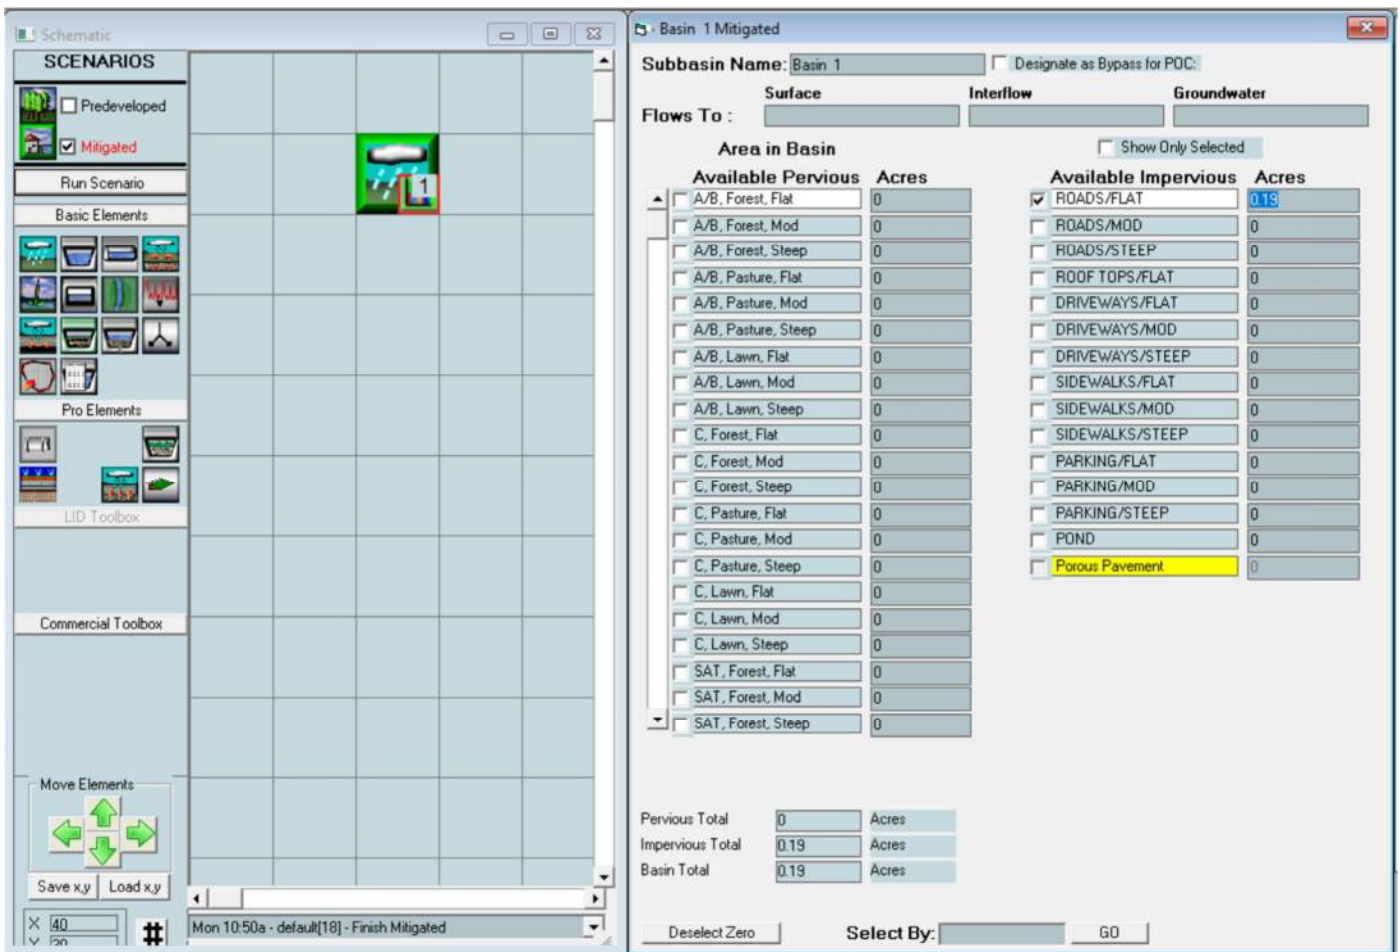 Schematic
SCENARIOS
Predeveloped
Mitigated
Run Scenario
Basic Elements
Pro Elements
LID Toolbox
Commercial Toolbox
Move Elements
Save x,y Load x,y
X 40
Y 30
#
1
Mon 10:50a - default[18] - Finish Mitigated
Basin 1 Mitigated
Subbasin Name: Basin 1 Designate as Bypass for POC:
Surface Interflow Groundwater
Flows To :
Area in Basin Show Only Selected
Available Pervious Acres Available Impervious Acres
A/B, Forest, Flat 0 ROADS/FLAT 0.19
A/B, Forest, Mod 0 ROADS/MOD 0
A/B, Forest, Steep 0 ROADS/STEEP 0
A/B, Pasture, Flat 0 ROOF TOPS/FLAT 0
A/B, Pasture, Mod 0 DRIVEWAYS/FLAT 0
A/B, Pasture, Steep 0 DRIVEWAYS/MOD 0
A/B, Lawn, Flat 0 DRIVEWAYS/STEEP 0
A/B, Lawn, Mod 0 SIDEWALKS/FLAT 0
A/B, Lawn, Steep 0 SIDEWALKS/MOD 0
C, Forest, Flat 0 SIDEWALKS/STEEP 0
C, Forest, Mod 0 PARKING/FLAT 0
C, Forest, Steep 0 PARKING/MOD 0
C, Pasture, Flat 0 PARKING/STEEP 0
C, Pasture, Mod 0 POND 0
C, Pasture, Steep 0 Porous Pavement 0
C, Lawn, Flat 0
C, Lawn, Mod 0
C, Lawn, Steep 0
SAT, Forest, Flat 0
SAT, Forest, Mod 0
SAT, Forest, Steep 0
Pervious Total 0 Acres
Impervious Total 0.19 Acres
Basin Total 0.19 Acres
Deselect Zero Select By: GO